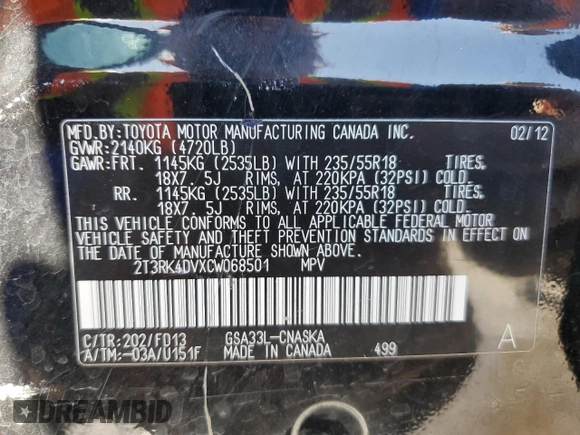 MFD.BY:TOYOTA MOTOR MANUFACTURING CANADA INC. 02/12
GVWR:2140KG (4720LB)
GAWR:FRT. 1145KG (2535LB) WITH 235/55R18 TIRES,
18X7. 5J RIMS, AT 220KPA (32PSI) COLD.
RR. 1145KG (2535LB) WITH 235/55R18 TIRES,
18X7. 5J RIMS, AT 220KPA (32PSI) COLD.
THIS VEHICLE CONFORMS TO ALL APPLICABLE FEDERAL MOTOR
VEHICLE SAFETY AND THEFT PREVENTION STANDARDS IN EFFECT ON
THE DATE OF MANUFACTURE SHOWN ABOVE.
2T3RK4DVXCW068501 MPV
C/TR:202/FD13 GSA33L-CNASKA A
A/TM:-03A/U151F MADE IN CANADA 499
DREAMBID